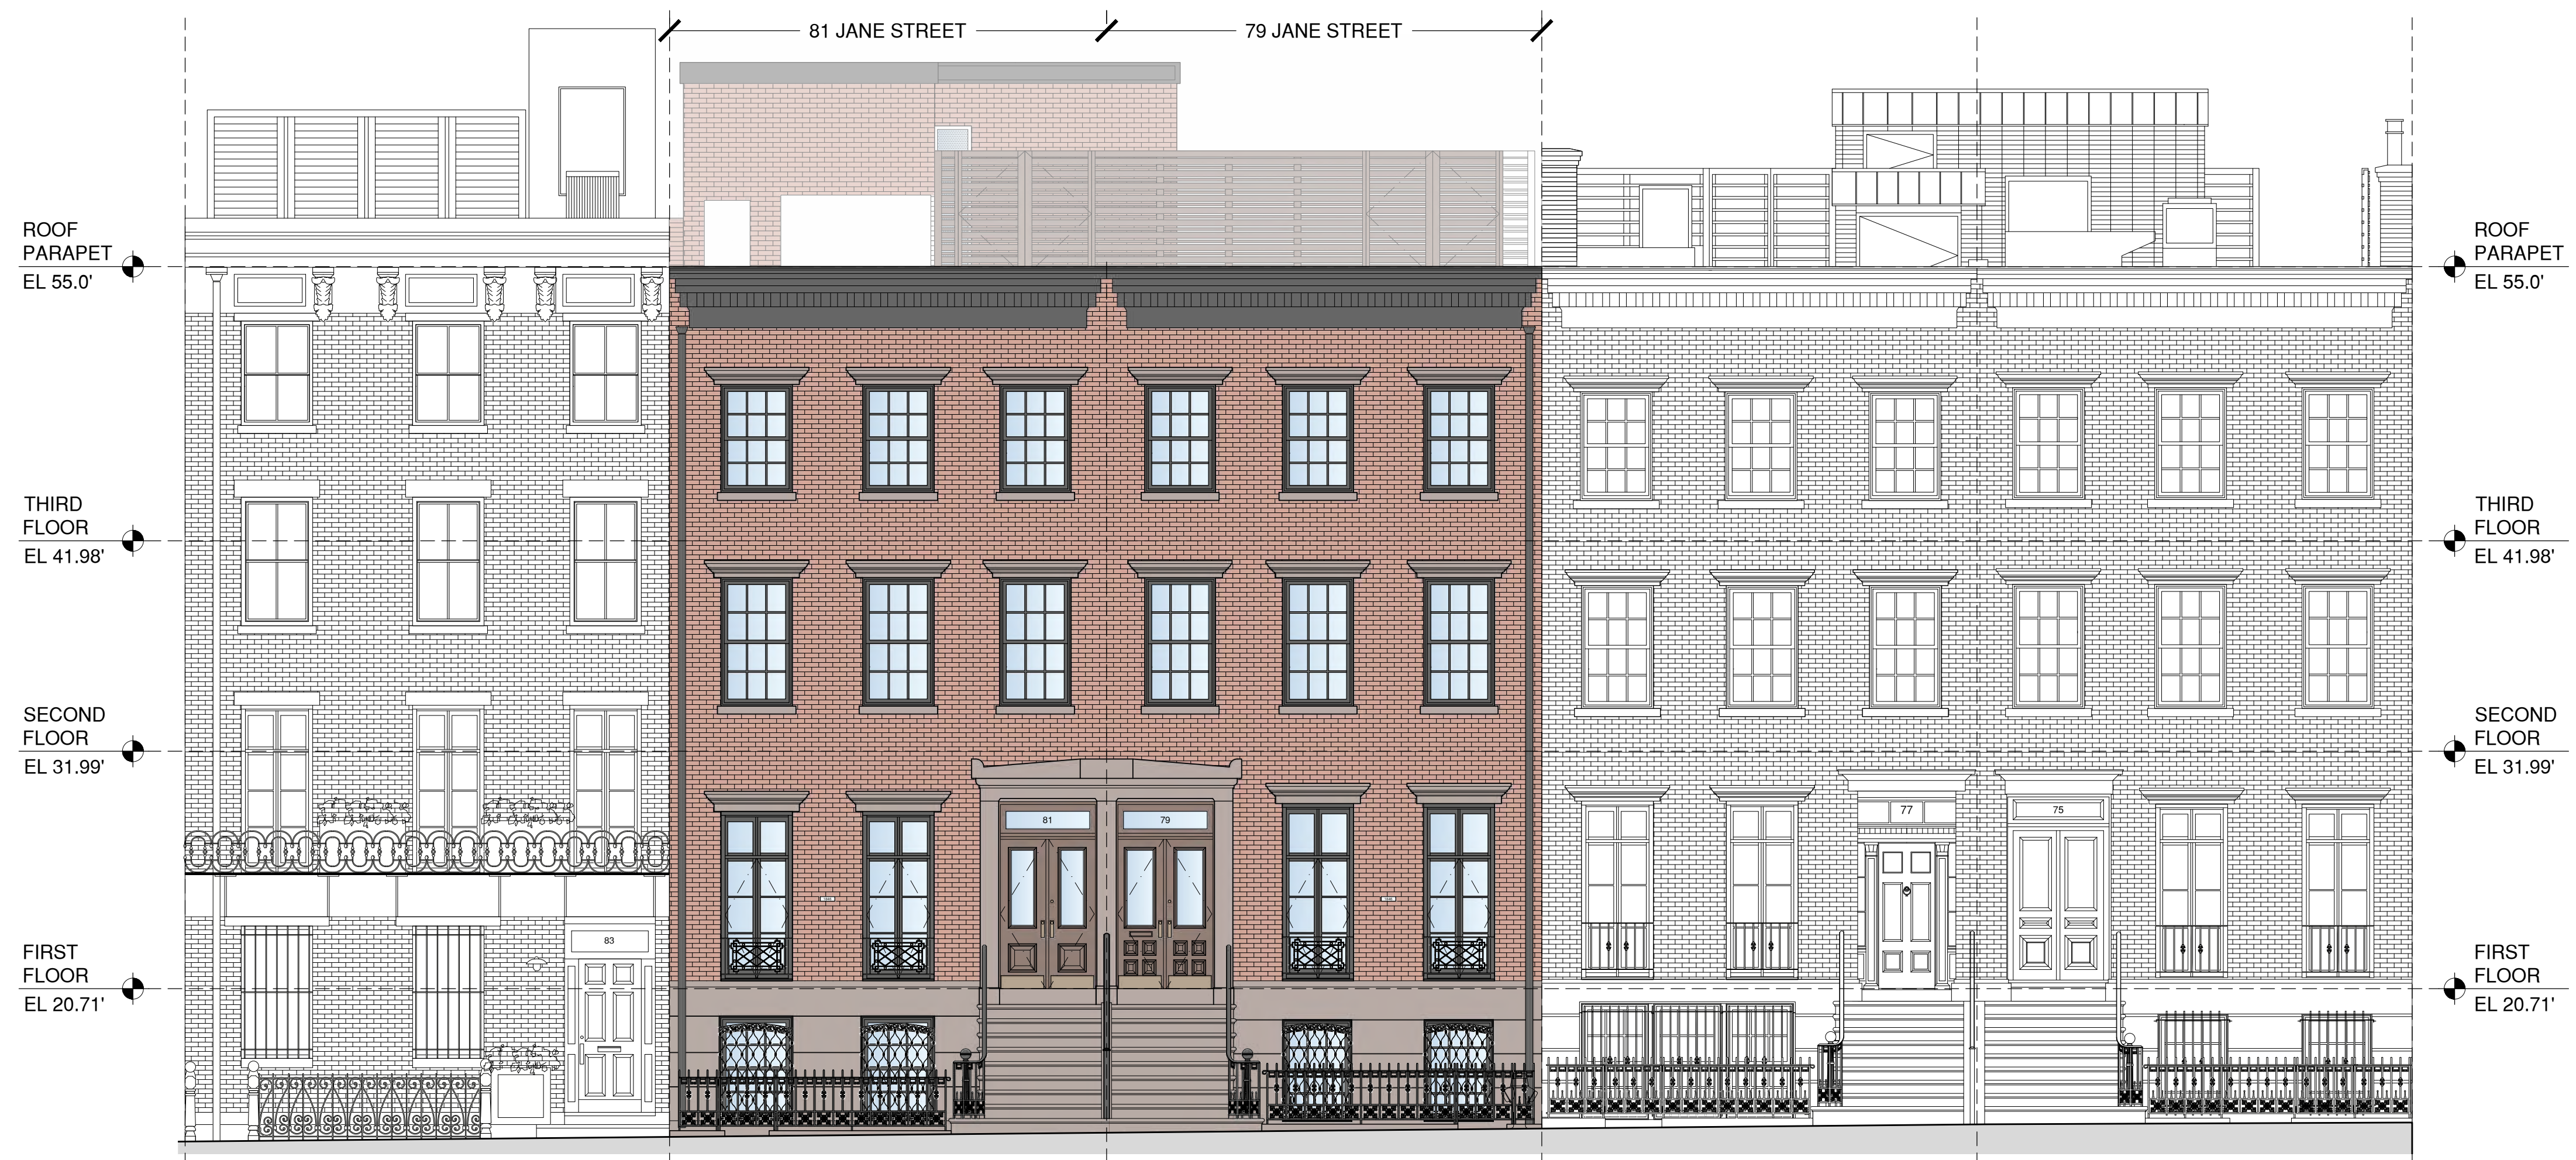 81 JANE STREET
79 JANE STREET
ROOF
PARAPET
EL 55.0'
ROOF
PARAPET
EL 55.0'
THIRD
FLOOR
EL 41.98'
THIRD
FLOOR
EL 41.98'
SECOND
FLOOR
EL 31.99'
SECOND
FLOOR
EL 31.99'
81
79
77
75
83
FIRST
FLOOR
EL 20.71'
FIRST
FLOOR
EL 20.71'